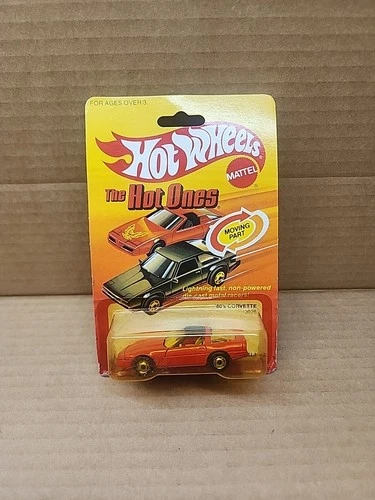 FOR AGES OVER 3
HOT WHEELS
MATTEL
The Hot Ones
MOVING
PART
Lightning fast, non-powered
die-cast metal racers!
80's CORVETTE